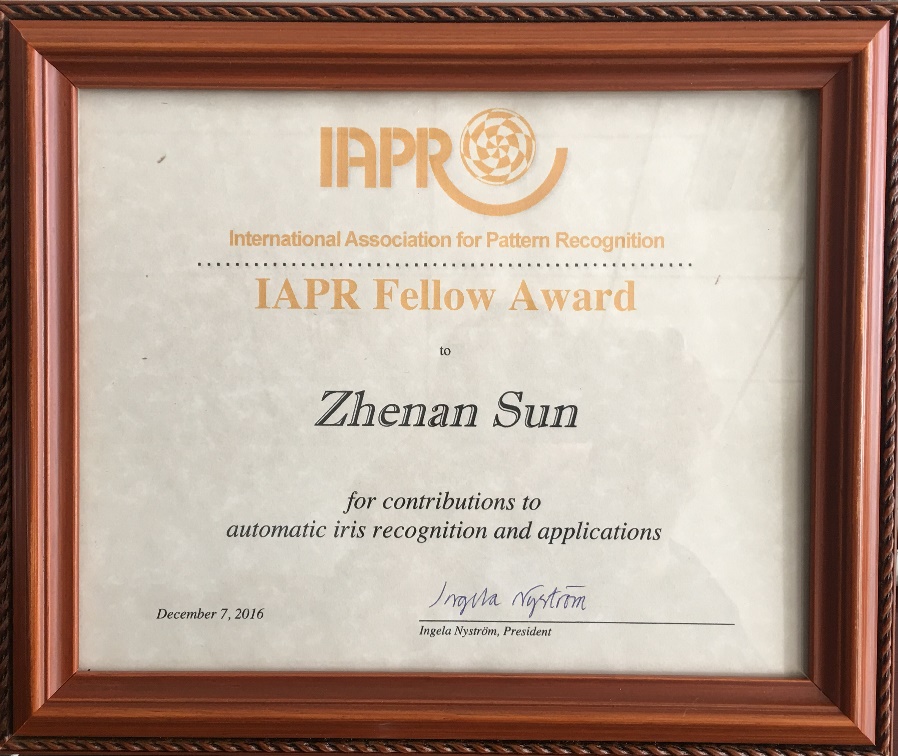 IAPR
International Association for Pattern Recognition
IAPR Fellow Award
to
Zhenan Sun
for contributions to
automatic iris recognition and applications
Ingela Nyström
December 7, 2016
Ingela Nyström, President